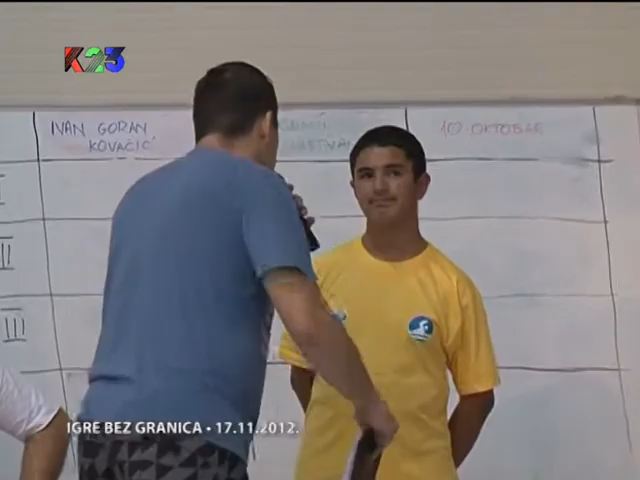 K23
IVAN GORAN
KOVAČIĆ
10. OKTOBAR
II
III
IGRE BEZ GRANICA • 17.11.2012.